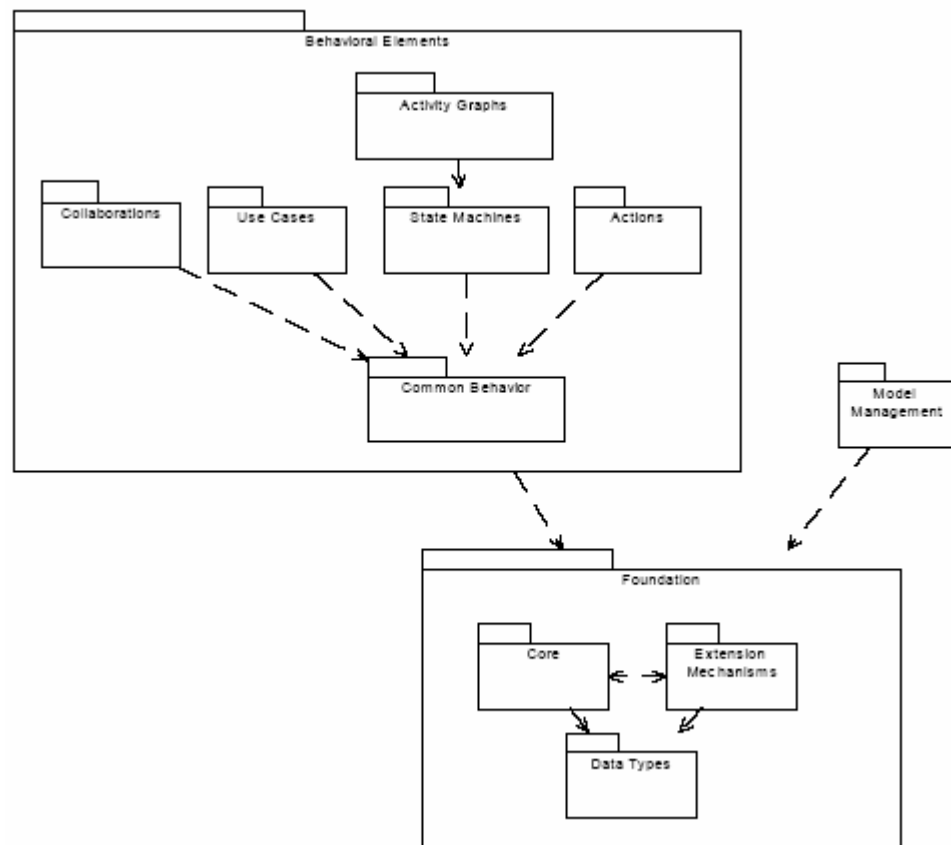 Behavioral Elements
Activity Graphs
Collaborations
Use Cases
State Machines
Actions
Common Behavior
Model
Management
Foundation
Core
Extension
Mechanisms
Data Types